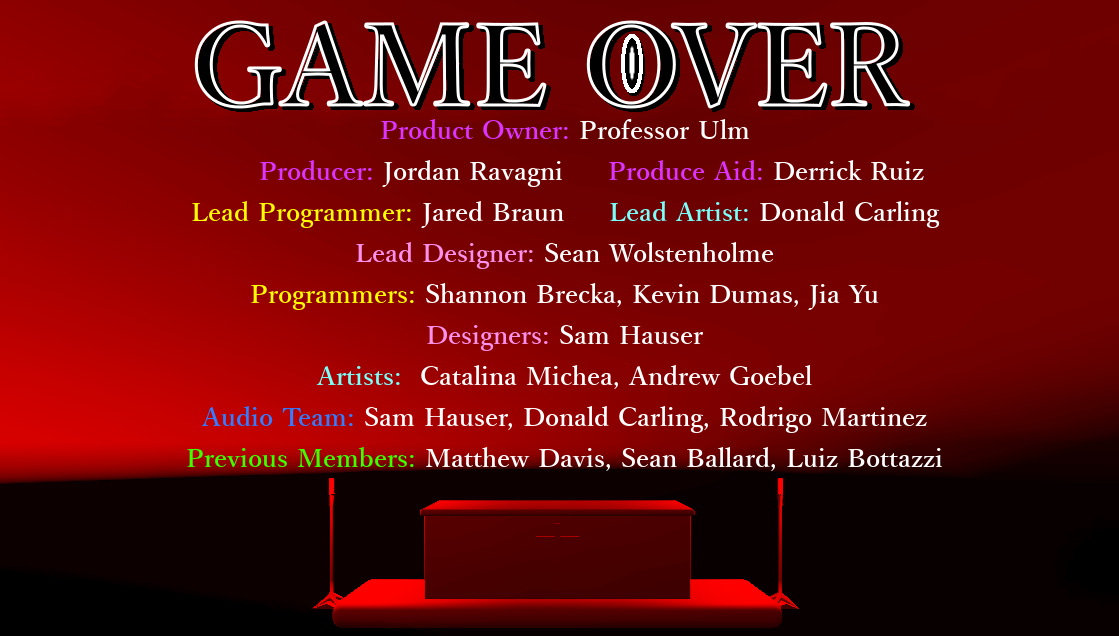 GAME OVER
Product Owner: Professor Ulm
Producer: Jordan Ravagni Produce Aid: Derrick Ruiz
Lead Programmer: Jared Braun Lead Artist: Donald Carling
Lead Designer: Sean Wolstenholme
Programmers: Shannon Brecka, Kevin Dumas, Jia Yu
Designers: Sam Hauser
Artists: Catalina Michea, Andrew Goebel
Audio Team: Sam Hauser, Donald Carling, Rodrigo Martinez
Previous Members: Matthew Davis, Sean Ballard, Luiz Bottazzi